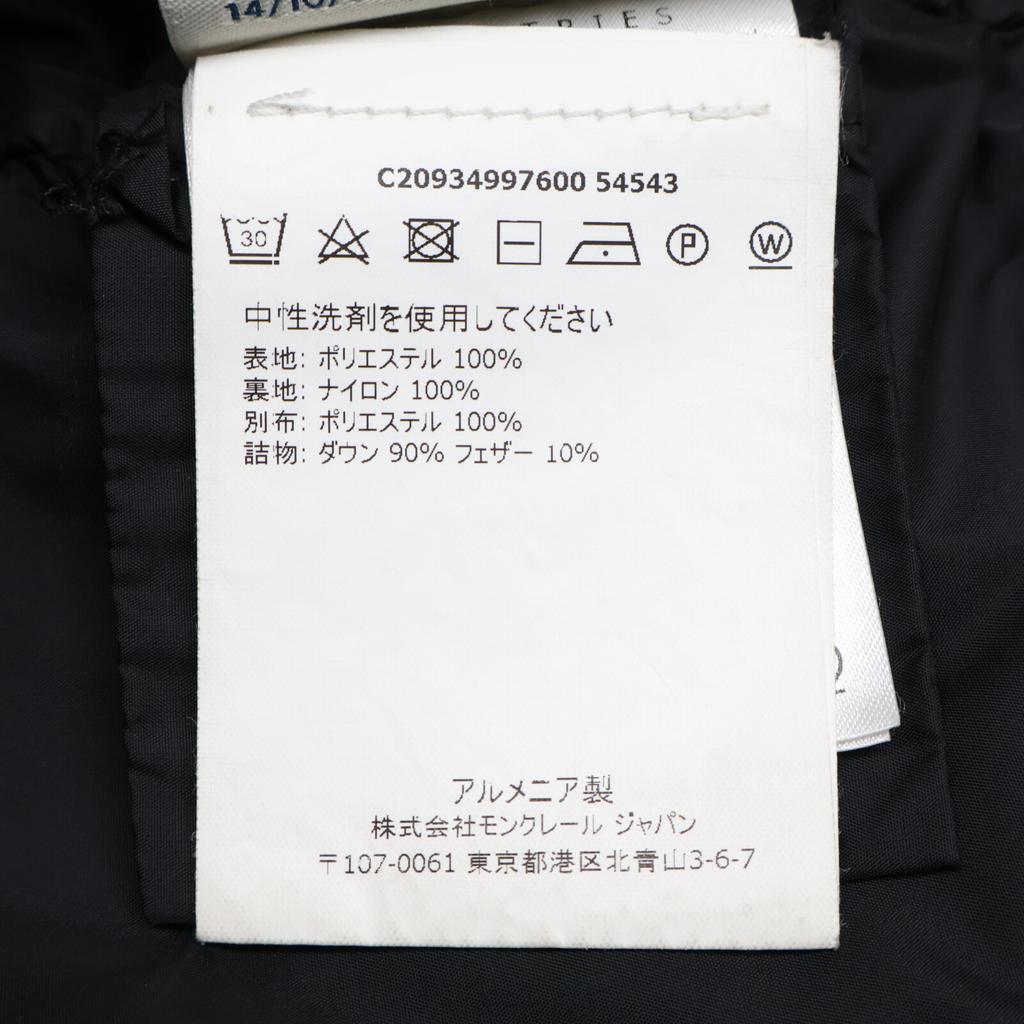 14/10/
TRIES
C20934997600 54543
30
P
W
中性洗剤を使用してください
表地: ポリエステル 100%
裏地: ナイロン 100%
別布: ポリエステル 100%
詰物: ダウン 90% フェザー 10%
アルメニア製
株式会社モンクレール ジャパン
〒107-0061 東京都港区北青山3-6-7